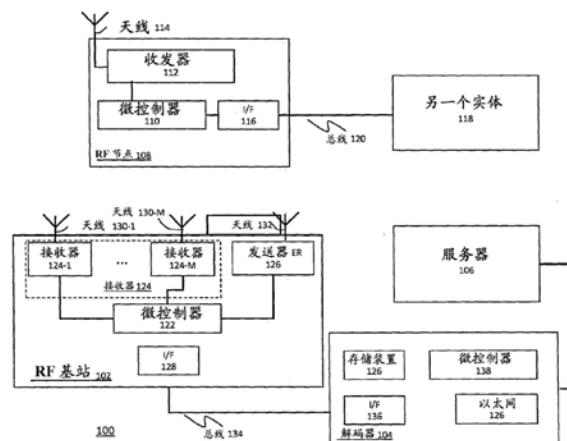 天线 114
收发器
112
微控制器
110
I/F
116
RF 节点 108
总线 120
另一个实体
118
天线 130-1
天线 130-M
天线 132
接收器
124-1
...
接收器
124-M
接收器 124
发送器 ER
126
微控制器
122
I/F
128
RF 基站 102
服务器
106
存储装置
126
微控制器
138
I/F
136
以太网
126
解码器 104
总线 134
100